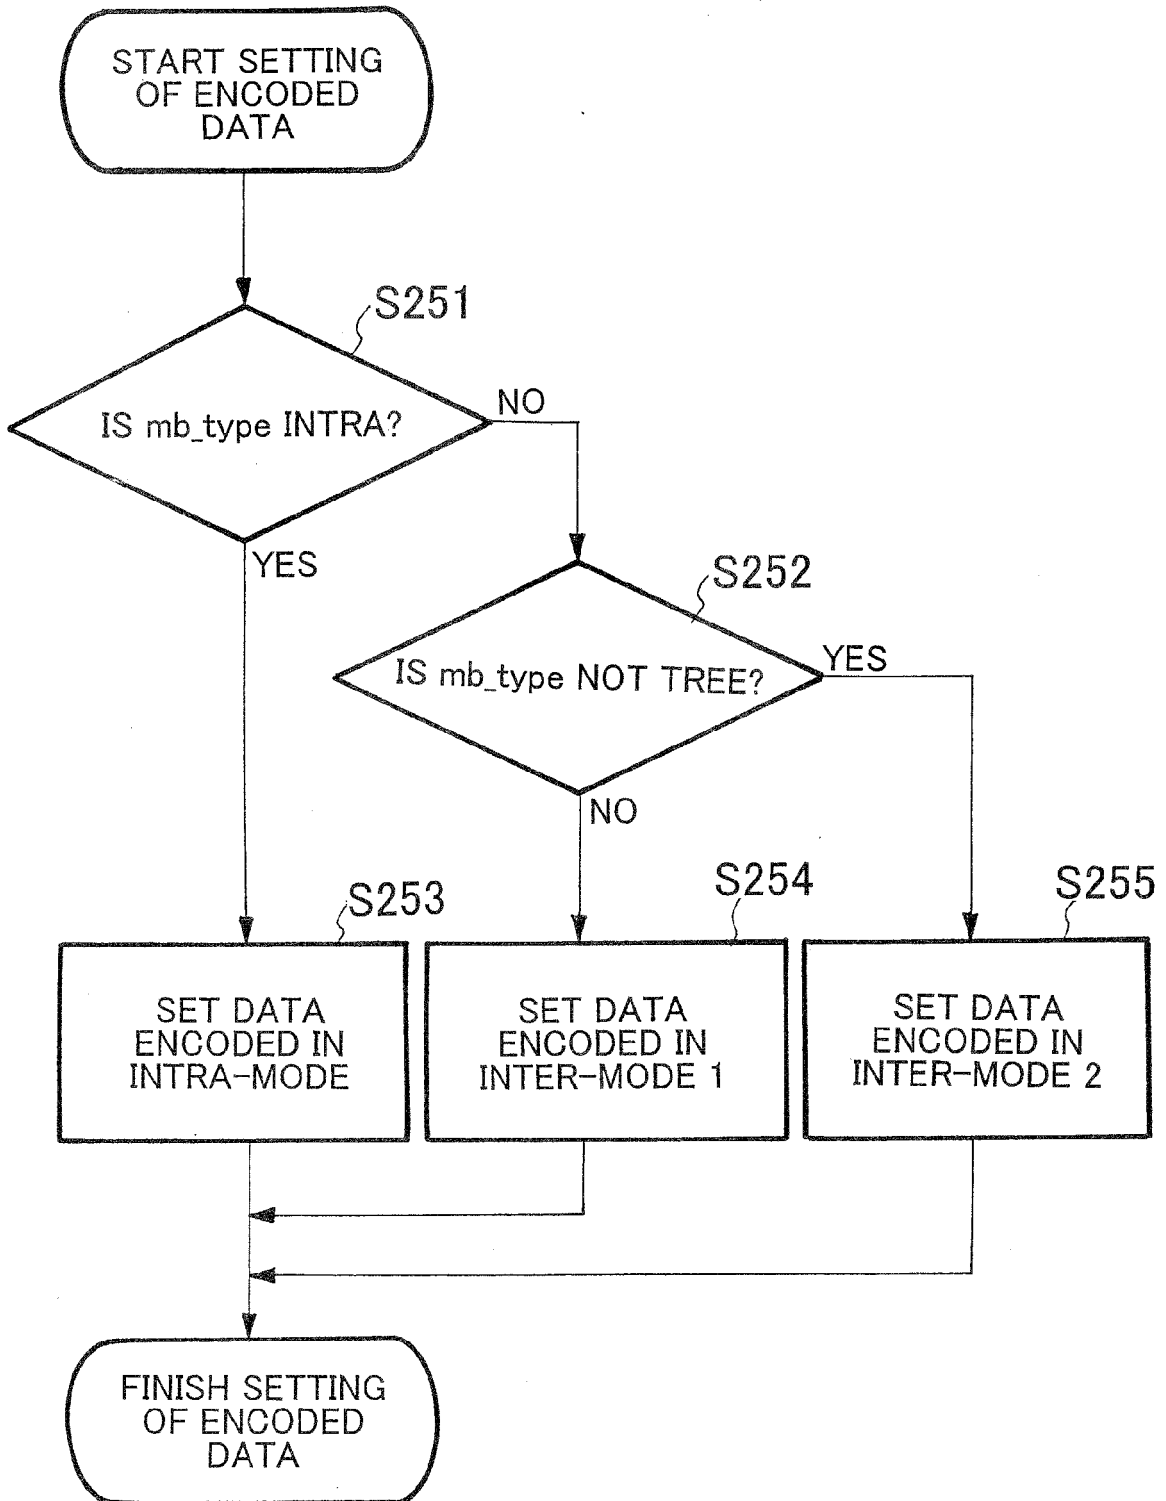 START SETTING
OF ENCODED
DATA
S251
IS mb_type INTRA?
NO
YES
S252
IS mb_type NOT TREE?
YES
NO
S253
SET DATA
ENCODED IN
INTRA-MODE
S254
SET DATA
ENCODED IN
INTER-MODE 1
S255
SET DATA
ENCODED IN
INTER-MODE 2
FINISH SETTING
OF ENCODED
DATA